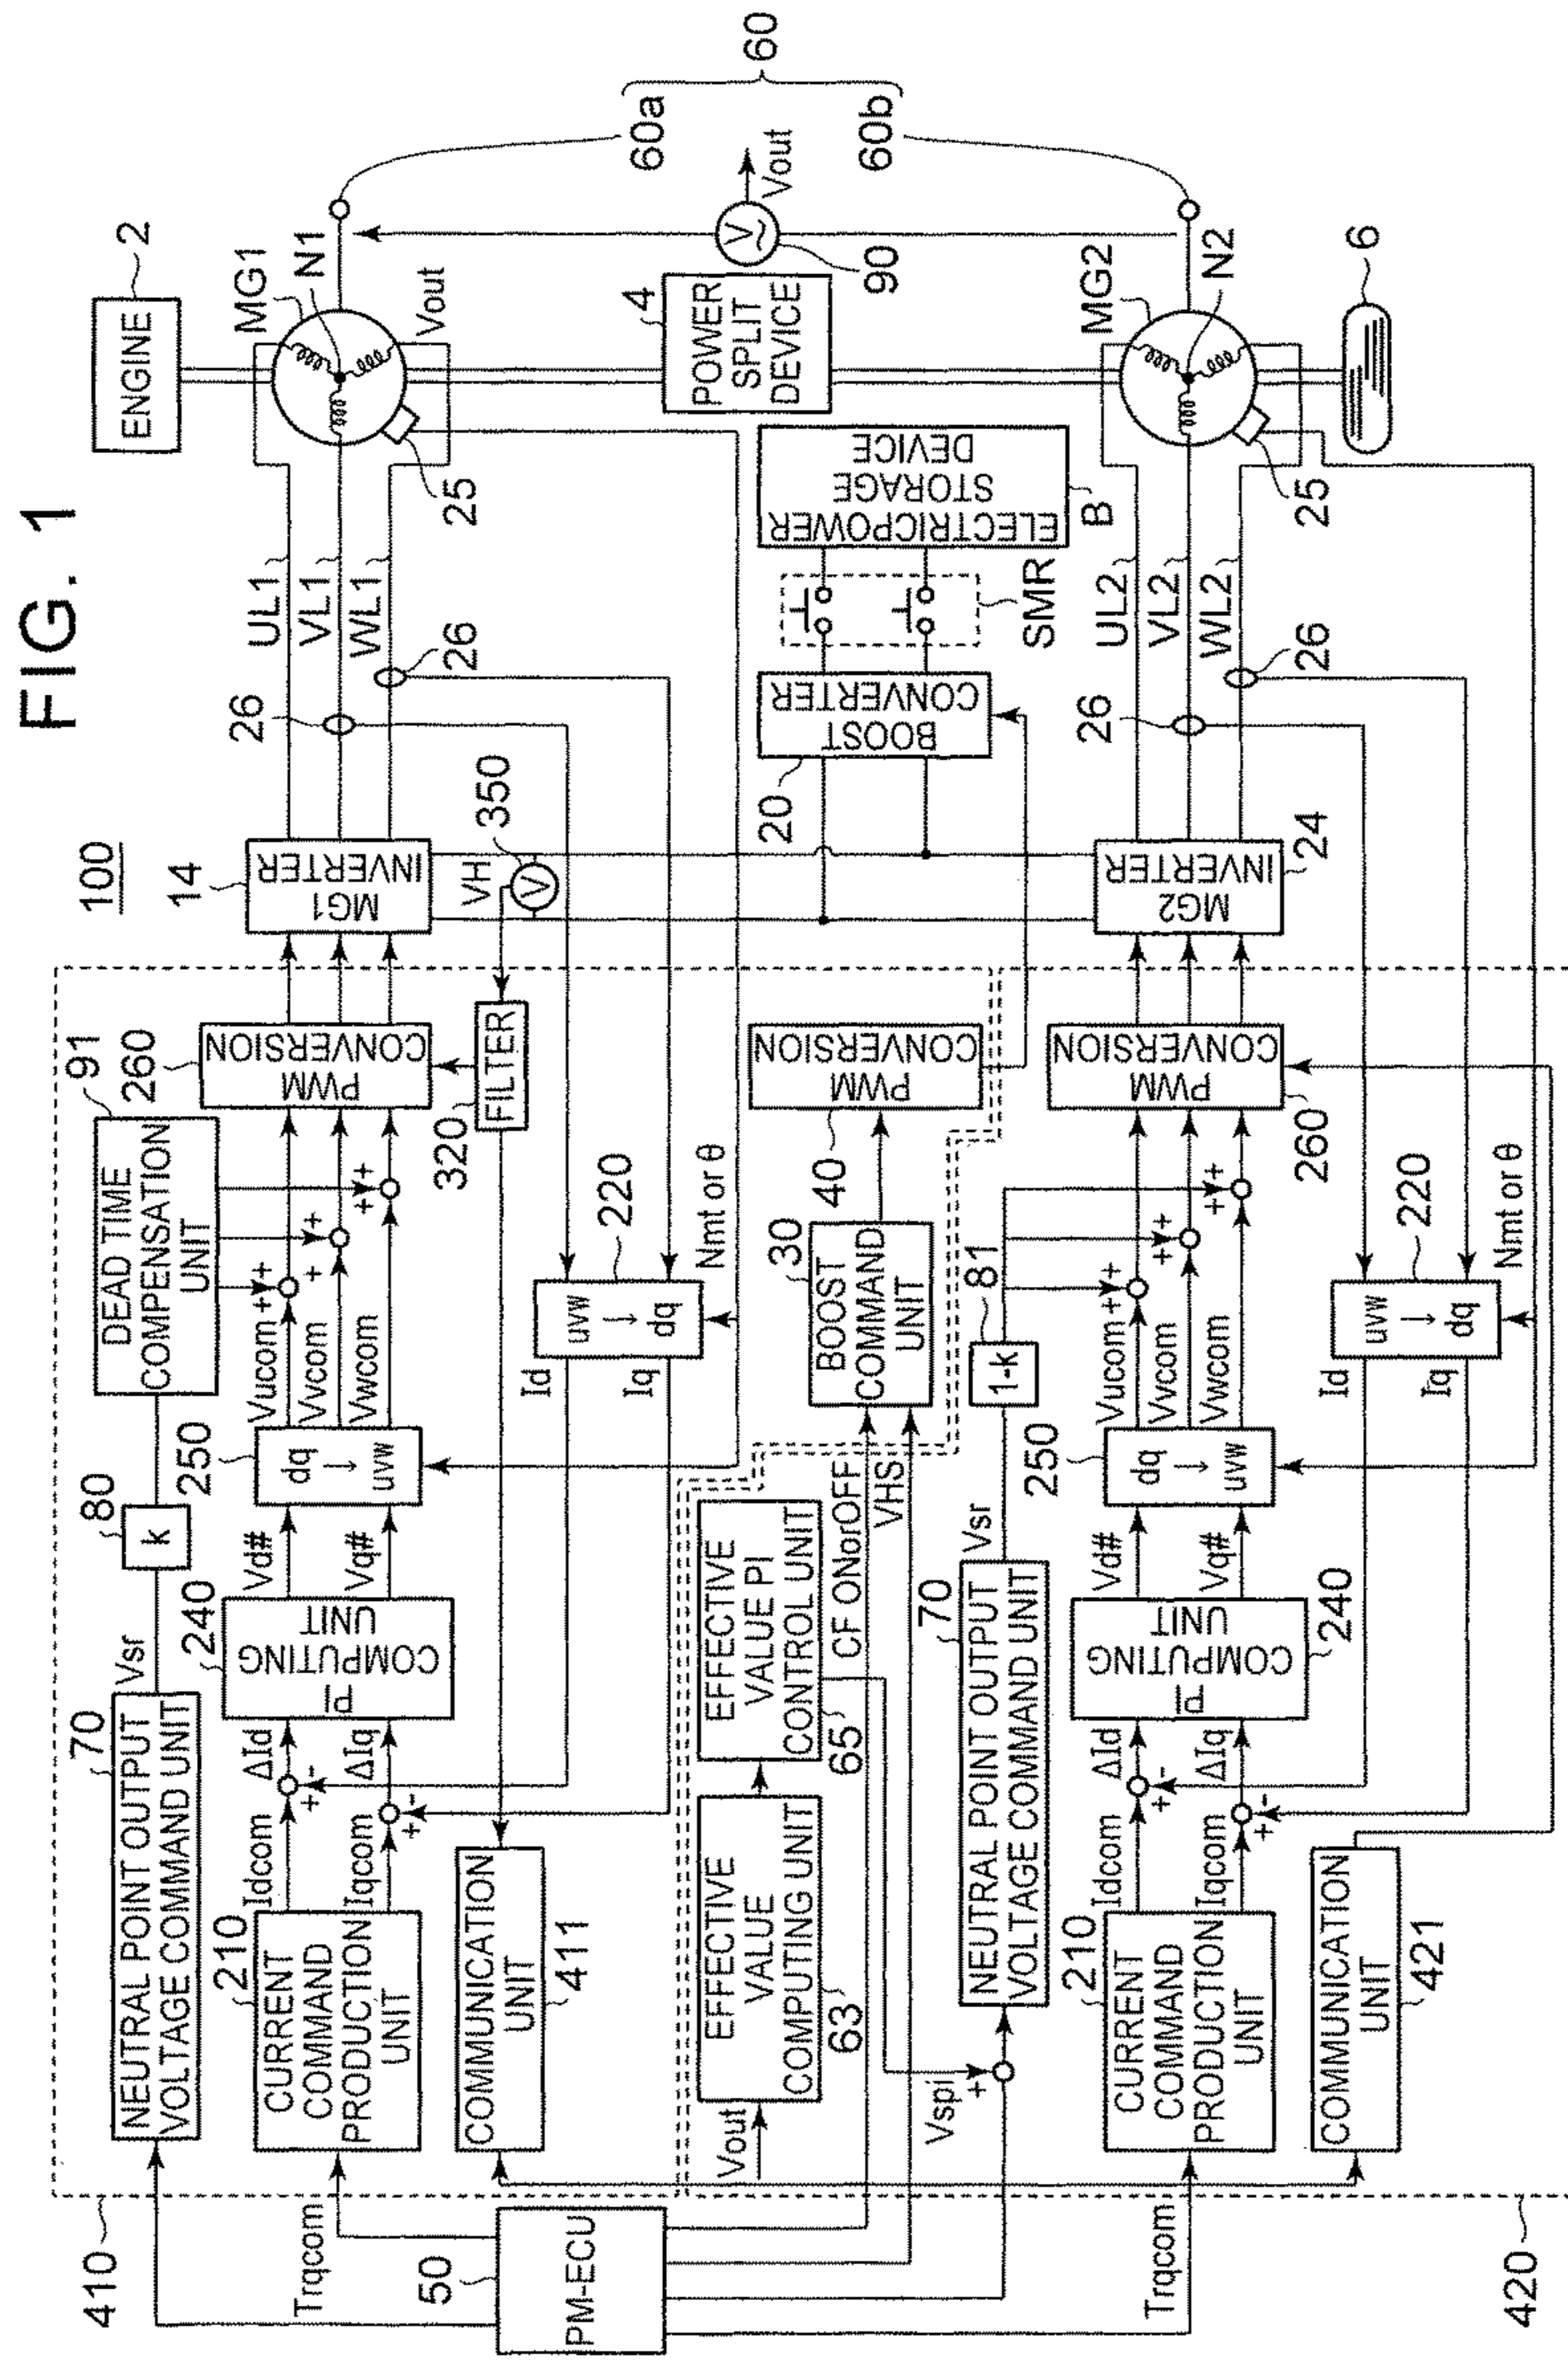 FIG. 1
100
ENGINE
2
MG1
N1
Vout
60a
60
60b
V
Vout
90
4
POWER
SPLIT
DEVICE
MG2
N2
6
25
25
UL1
VL1
WL1
26
26
ELECTRICPOWER
STORAGE
DEVICE
B
SMR
BOOST
CONVERTER
20
UL2
VL2
WL2
26
26
14
MG1
INVERTER
VH
V
350
MG2
INVERTER
24
91
DEAD TIME
COMPENSATION
UNIT
260
PWM
CONVERSION
320
FILTER
PWM
CONVERSION
40
PWM
CONVERSION
260
+
+
+
+
+
+
Vucom
Vvcom
Vwcom
250
dq
→
uvw
80
k
Vd#
Vq#
uvw
→
dq
220
Nmt or θ
Id
Iq
30
BOOST
COMMAND
UNIT
81
1-k
+
+
+
+
+
+
Vucom
Vvcom
Vwcom
250
dq
→
uvw
uvw
→
dq
220
Nmt or θ
Id
Iq
Vsr
70
NEUTRAL POINT OUTPUT
VOLTAGE COMMAND UNIT
240
PI
COMPUTING
UNIT
ΔId
ΔIq
+
-
+
-
Idcom
Iqcom
210
CURRENT
COMMAND
PRODUCTION
UNIT
COMMUNICATION
UNIT
411
EFFECTIVE
VALUE PI
CONTROL UNIT
65
CF ONorOFF
VHS
EFFECTIVE
VALUE
COMPUTING UNIT
63
Vout
Vspi
+
Vsr
70
NEUTRAL POINT OUTPUT
VOLTAGE COMMAND UNIT
Vd#
Vq#
PI
COMPUTING
UNIT
240
ΔId
ΔIq
+
-
+
-
Idcom
Iqcom
210
CURRENT
COMMAND
PRODUCTION
UNIT
COMMUNICATION
UNIT
421
410
Trqcom
50
PM-ECU
Trqcom
420